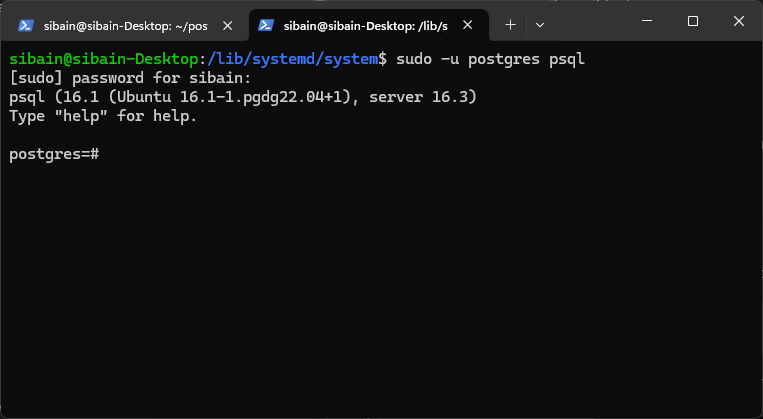 sibain@sibain-Desktop: ~/pos
sibain@sibain-Desktop: /lib/s
sibain@sibain-Desktop:/lib/systemd/system$ sudo -u postgres psql
[sudo] password for sibain:
psql (16.1 (Ubuntu 16.1-1.pgdg22.04+1), server 16.3)
Type "help" for help.
postgres=#